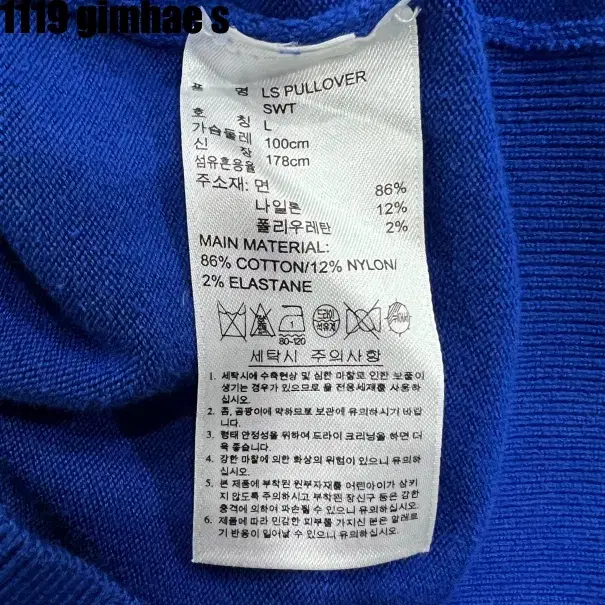 1119 gimhae s
품 명 LS PULLOVER
SWT
호 칭 L
가슴둘레 100cm
신 장 178cm
섬유혼용율
주소재: 면 86%
나일론 12%
폴리우레탄 2%
MAIN MATERIAL:
86% COTTON/12% NYLON/
2% ELASTANE
1
드라이
석유계
80-120
세탁시 주의사항
1. 세탁시에 수축현상 및 심한 마찰로 인한 보풀이
생기는 경우가 있으므로 울 전용세제를 사용하
십시오.
2. 좀, 곰팡이에 약하므로 보관에 유의하시기 바랍
니다.
3. 형태 안정성을 위하여 드라이 크리닝을 하면 더
욱 좋습니다.
4. 강한 마찰에 의한 화상의 위험이 있으니 유의하
십시오.
5. 본 제품에 부착된 원부자재를 어린아이가 삼키
지 않도록 주의하시고 부착된 장신구 등은 강한
충격에 의하여 파손될 수 있으니 유의하십시오.
6. 제품에 따라 민감한 피부를 가지신 분은 알레르
기 반응이 일어날 수 있으니 유의하십시오.